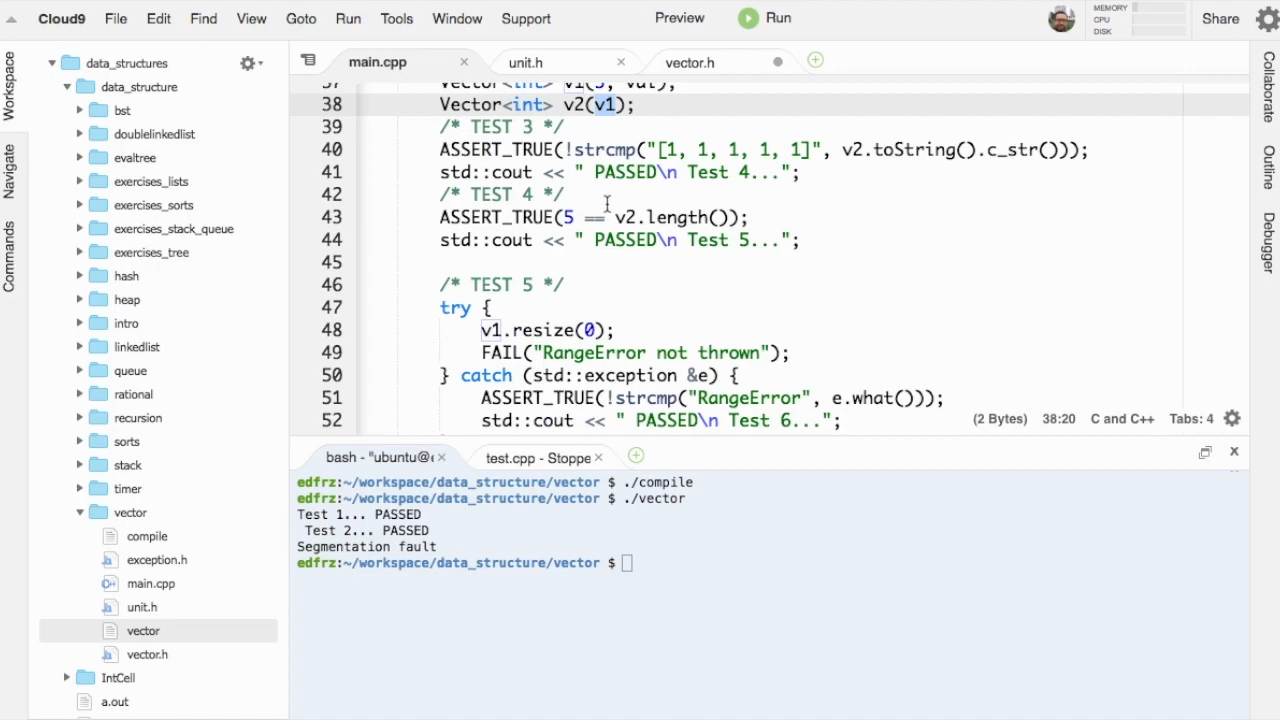 Cloud9 File Edit Find View Goto Run Tools Window Support Preview Run MEMORY CPU DISK Share
Workspace
Navigate
Commands
data_structures
data_structure
bst
doublelinkedlist
evaltree
exercises_lists
exercises_sorts
exercises_stack_queue
exercises_tree
hash
heap
intro
linkedlist
queue
rational
recursion
sorts
stack
timer
vector
compile
exception.h
main.cpp
unit.h
vector
vector.h
IntCell
a.out
main.cpp unit.h vector.h
37 Vector<int> v1(5, val);
38 Vector<int> v2(v1);
39 /* TEST 3 */
40 ASSERT_TRUE(!strcmp("[1, 1, 1, 1, 1]", v2.toString().c_str()));
41 std::cout << " PASSED\n Test 4...";
42 /* TEST 4 */
43 ASSERT_TRUE(5 == v2.length());
44 std::cout << " PASSED\n Test 5...";
45
46 /* TEST 5 */
47 try {
48 v1.resize(0);
49 FAIL("RangeError not thrown");
50 } catch (std::exception &e) {
51 ASSERT_TRUE(!strcmp("RangeError", e.what()));
52 std::cout << " PASSED\n Test 6...";
(2 Bytes) 38:20 C and C++ Tabs: 4
bash - "ubuntu@e test.cpp - Stoppe
edfrz:~/workspace/data_structure/vector $ ./compile
edfrz:~/workspace/data_structure/vector $ ./vector
Test 1... PASSED
Test 2... PASSED
Segmentation fault
edfrz:~/workspace/data_structure/vector $
Collaborate
Outline
Debugger